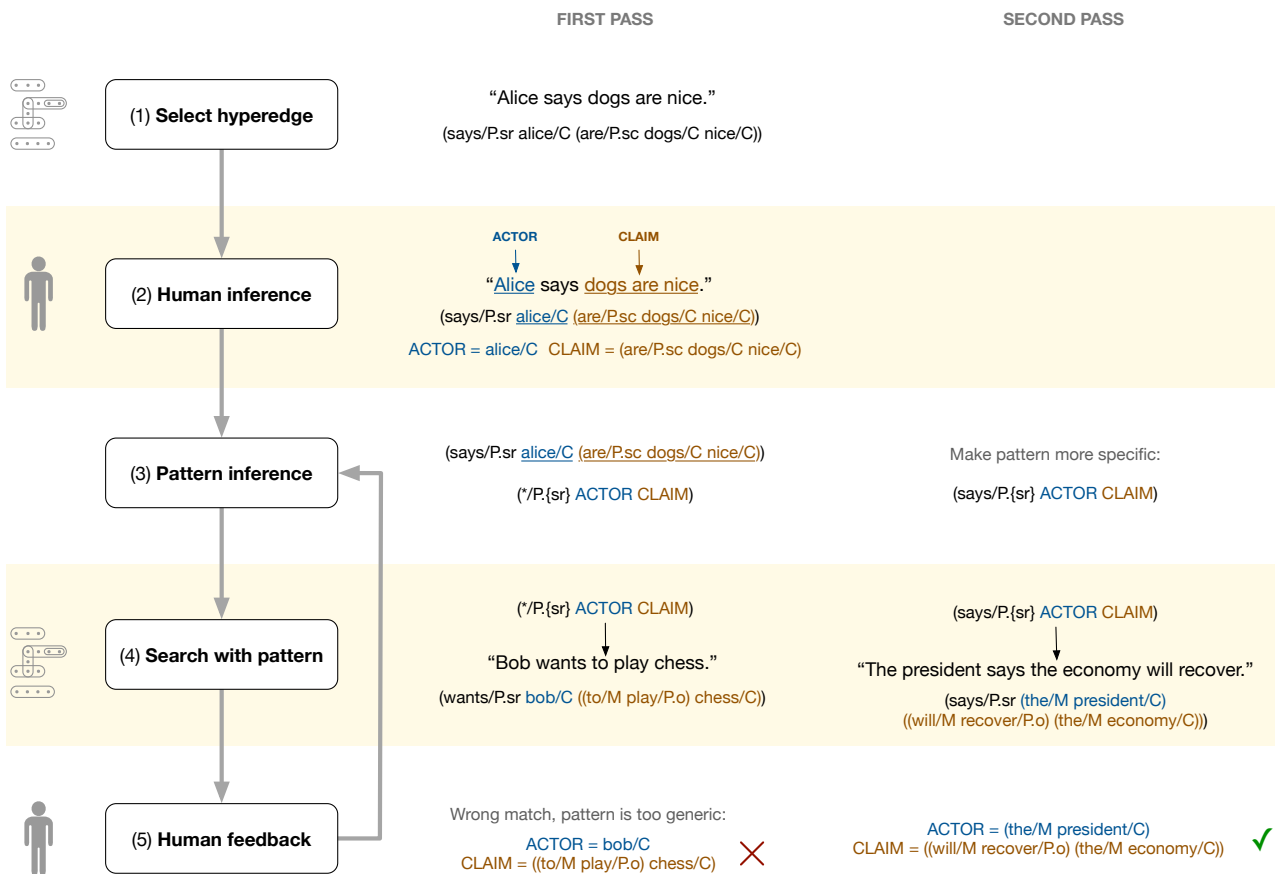 FIRST PASS
SECOND PASS
(1) Select hyperedge
“Alice says dogs are nice.”
(says/P.sr alice/C (are/P.sc dogs/C nice/C))
ACTOR
CLAIM
(2) Human inference
“Alice says dogs are nice.”
(says/P.sr alice/C (are/P.sc dogs/C nice/C))
ACTOR = alice/C CLAIM = (are/P.sc dogs/C nice/C)
(3) Pattern inference
(says/P.sr alice/C (are/P.sc dogs/C nice/C))
(*/P.{sr} ACTOR CLAIM)
Make pattern more specific:
(says/P.{sr} ACTOR CLAIM)
(4) Search with pattern
(*/P.{sr} ACTOR CLAIM)
“Bob wants to play chess.”
(wants/P.sr bob/C ((to/M play/P.o) chess/C))
(says/P.{sr} ACTOR CLAIM)
“The president says the economy will recover.”
(says/P.sr (the/M president/C)
((will/M recover/P.o) (the/M economy/C)))
(5) Human feedback
Wrong match, pattern is too generic:
ACTOR = bob/C
CLAIM = ((to/M play/P.o) chess/C)
ACTOR = (the/M president/C)
CLAIM = ((will/M recover/P.o) (the/M economy/C))